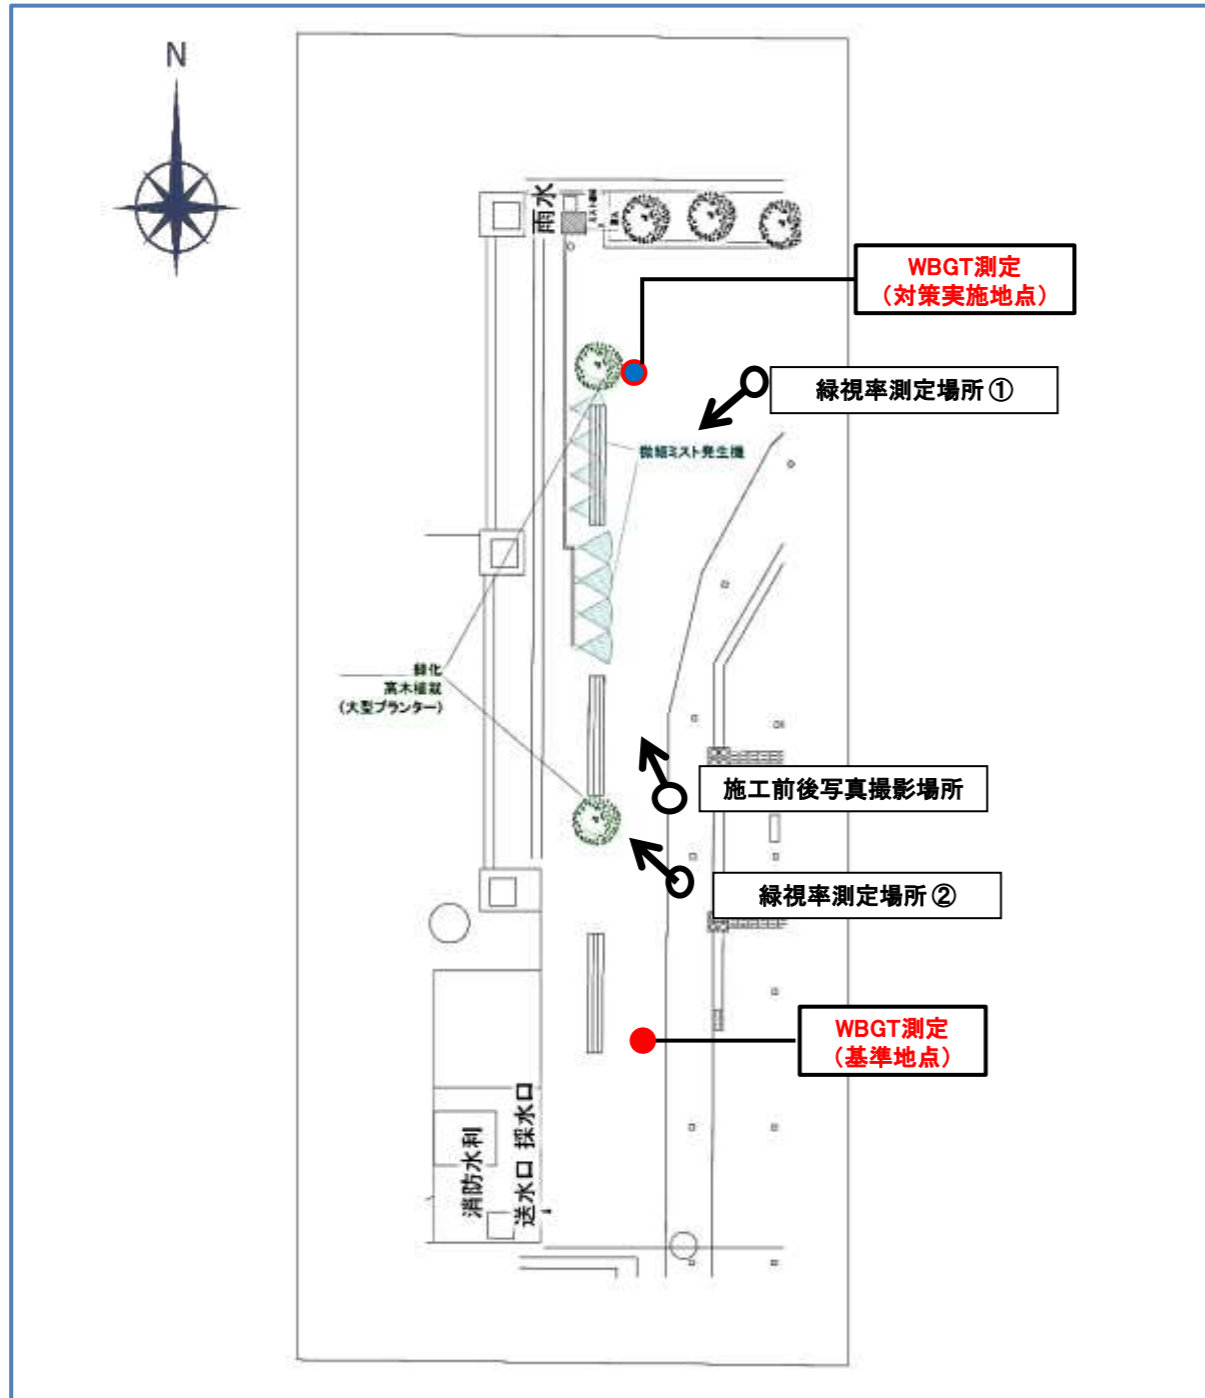 N
雨水
WBGT測定
（対策実施地点）
緑視率測定場所①
微細ミスト発生機
緑化
高木植栽
(大型プランター)
施工前後写真撮影場所
緑視率測定場所②
WBGT測定
（基準地点）
消防水利
送水口 採水口